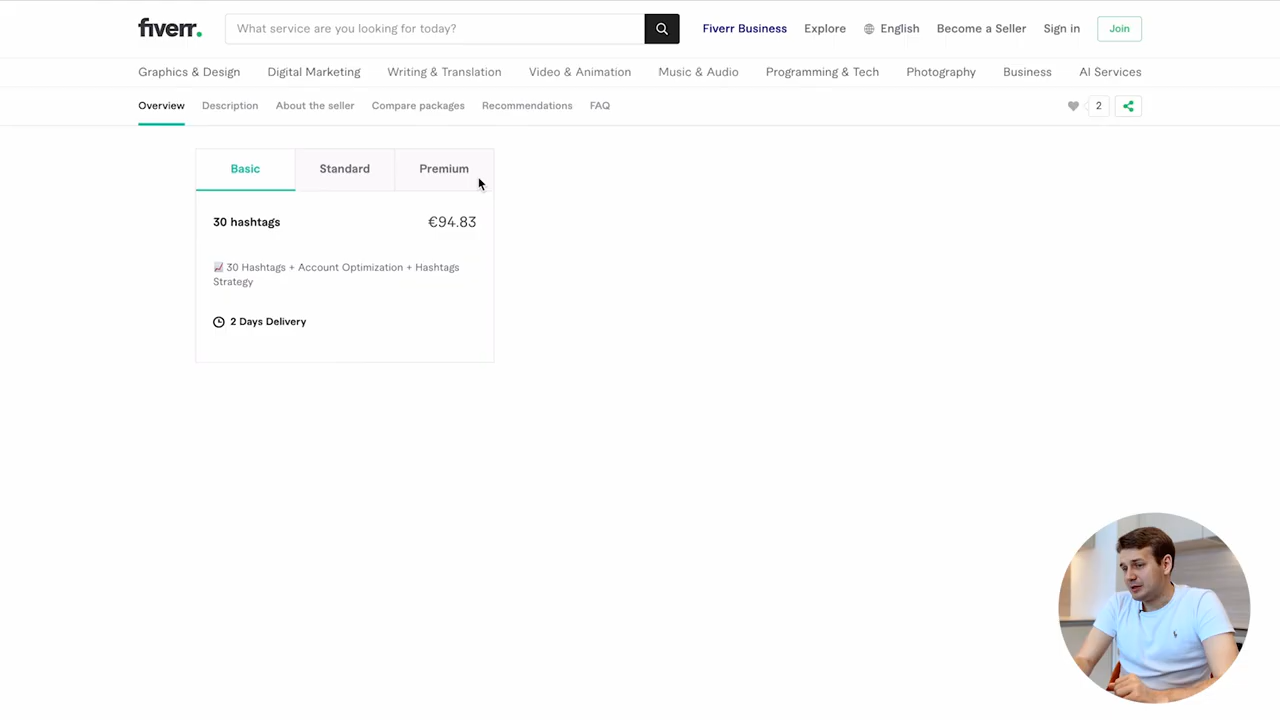 fiverr.
What service are you looking for today?
Fiverr Business
Explore
English
Become a Seller
Sign in
Join
Graphics & Design
Digital Marketing
Writing & Translation
Video & Animation
Music & Audio
Programming & Tech
Photography
Business
AI Services
Overview
Description
About the seller
Compare packages
Recommendations
FAQ
2
Basic
Standard
Premium
30 hashtags
€94.83
📈 30 Hashtags + Account Optimization + Hashtags
Strategy
2 Days Delivery